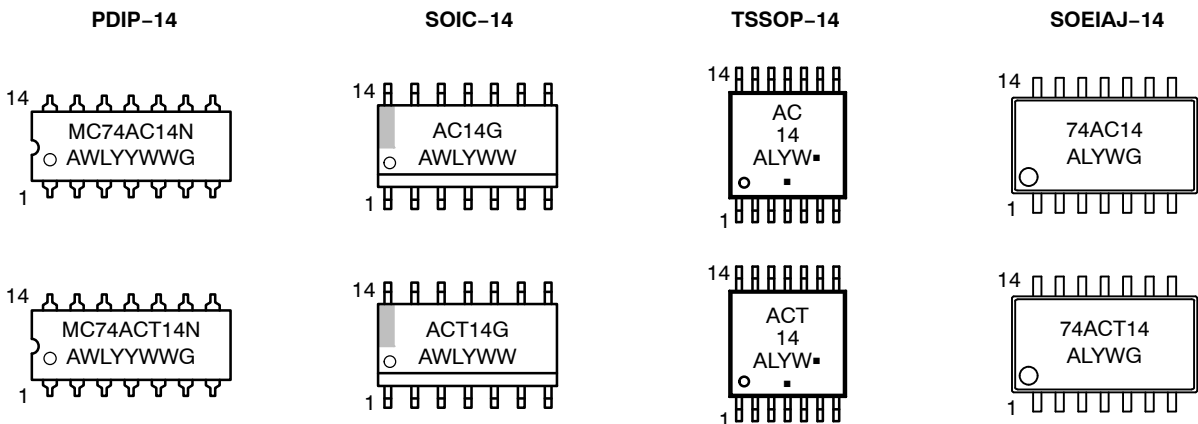 PDIP–14
SOIC–14
TSSOP–14
SOEIAJ–14
14
MC74AC14N
AWLYYWWG
1
14
AC14G
AWLYWW
1
14
AC
14
ALYW▪
▪
1
14
74AC14
ALYWG
1
14
MC74ACT14N
AWLYYWWG
1
14
ACT14G
AWLYWW
1
14
ACT
14
ALYW▪
▪
1
14
74ACT14
ALYWG
1